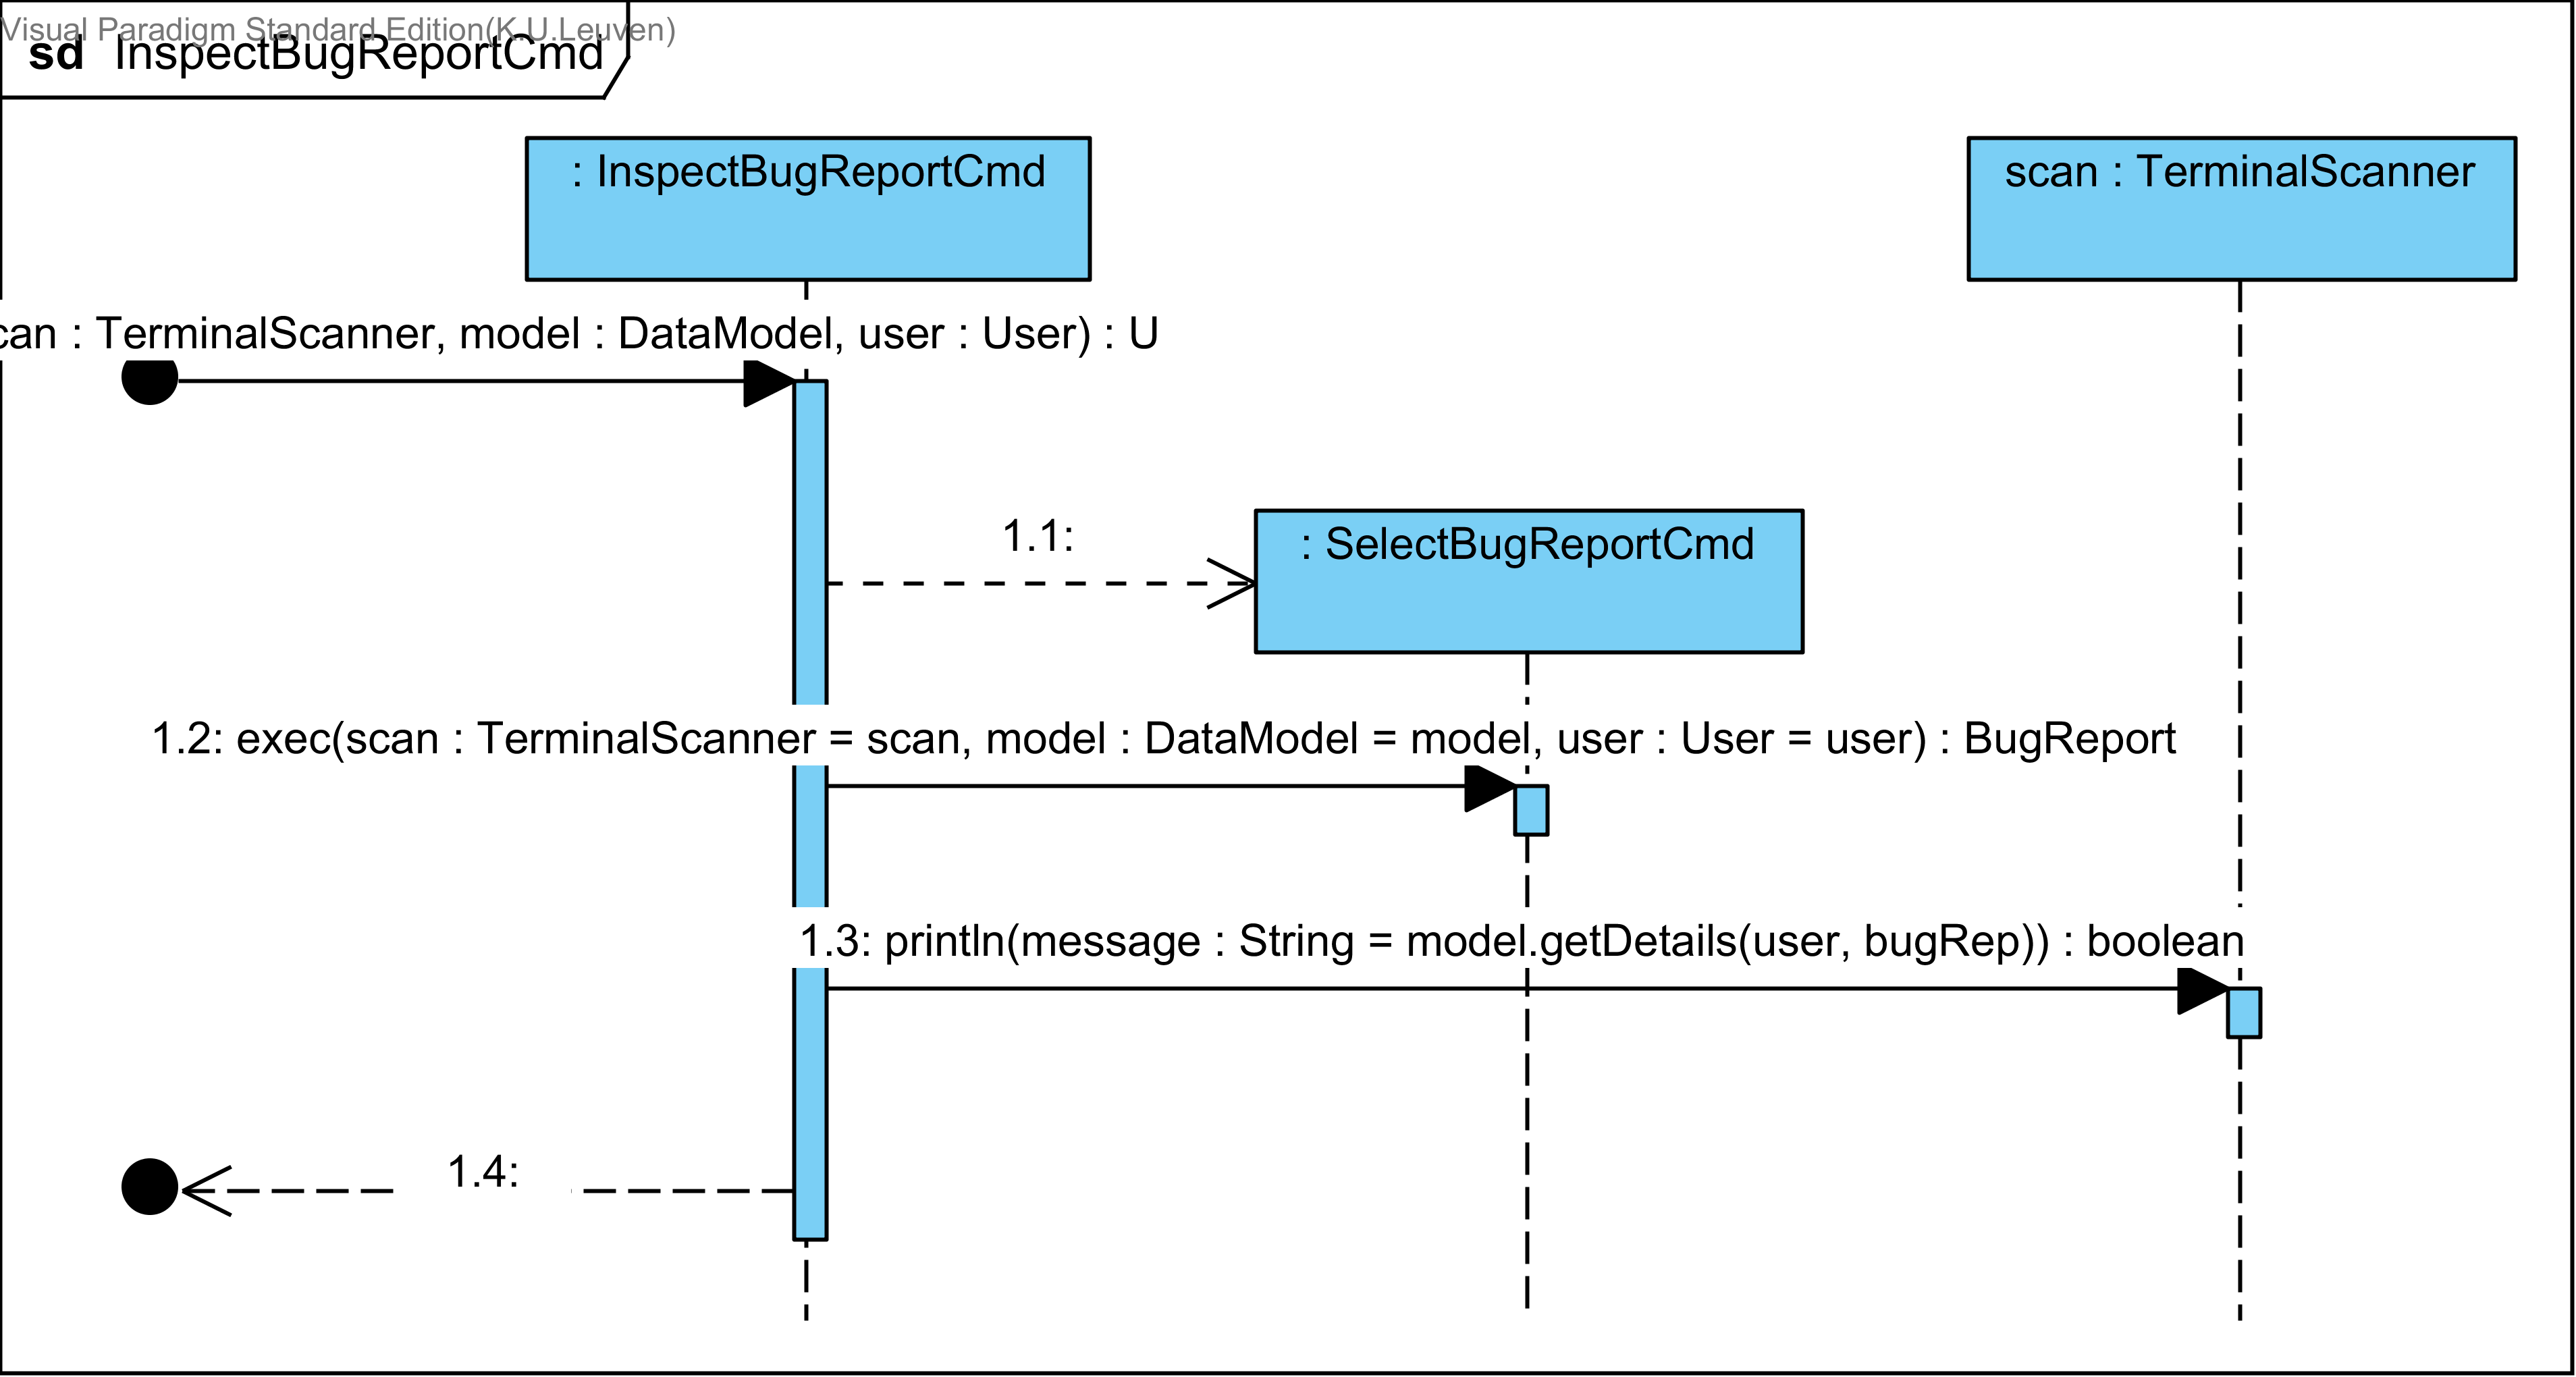 Visual Paradigm Standard Edition(K.U.Leuven)
sd InspectBugReportCmd
: InspectBugReportCmd
scan : TerminalScanner
can : TerminalScanner, model : DataModel, user : User) : U
1.1:
: SelectBugReportCmd
1.2: exec(scan : TerminalScanner = scan, model : DataModel = model, user : User = user) : BugReport
1.3: println(message : String = model.getDetails(user, bugRep)) : boolean
1.4: